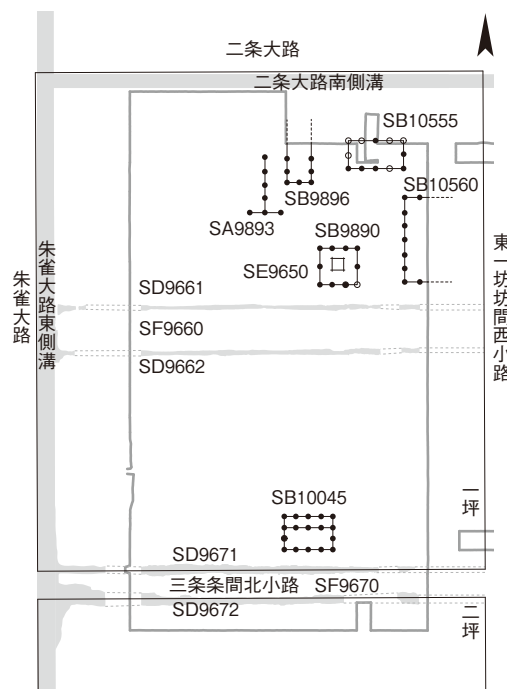 二条大路
二条大路南側溝
SB10555
SB9896
SB10560
SA9893
SB9890
SE9650
朱雀大路
朱雀大路東側溝
東一坊坊間西小路
SD9661
SF9660
SD9662
一坪
SB10045
SD9671
三条条間北小路
SF9670
SD9672
二坪